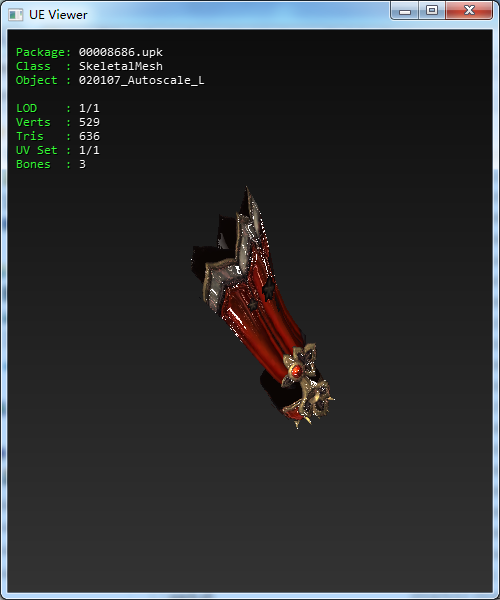 UE Viewer
Package: 00008686.upk
Class : SkeletalMesh
Object : 020107_Autoscale_L
LOD : 1/1
Verts : 529
Tris : 636
UV Set : 1/1
Bones : 3